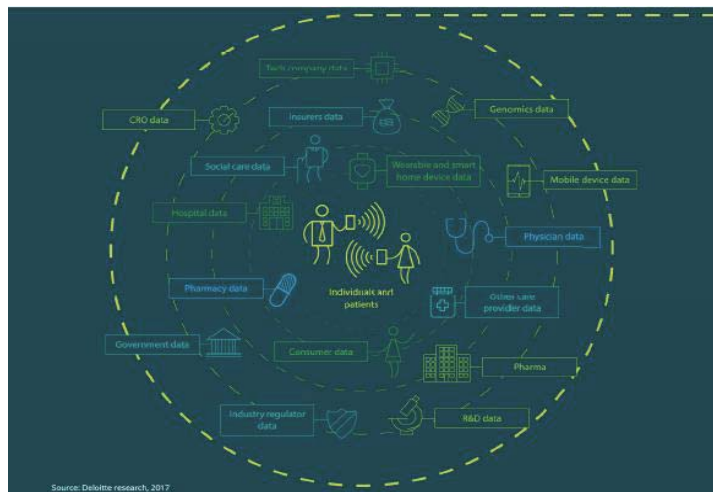 Tech company data
CRO data
Insurers data
Genomics data
Social care data
Wearable and smart
home device data
Mobile device data
Hospital data
Physician data
Pharmacy data
Individuals and
patients
Other care
provider data
Government data
Consumer data
Pharma
Industry regulator
data
R&D data
Source: Deloitte research, 2017